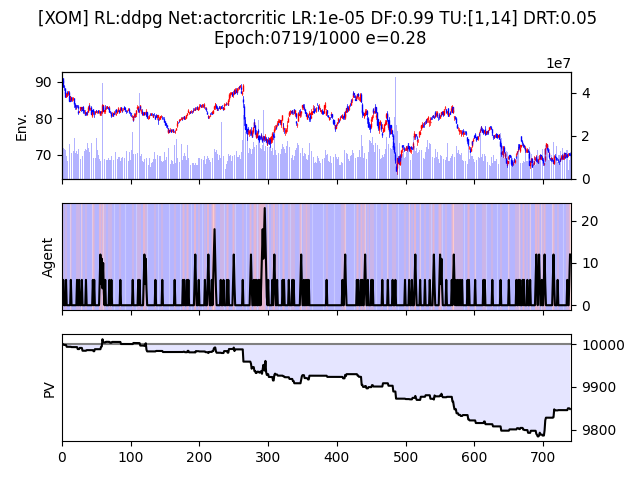 [XOM] RL:ddpg Net:actorcritic LR:1e-05 DF:0.99 TU:[1,14] DRT:0.05
Epoch:0719/1000 e=0.28
1e7
90
80
70
Env.
4
2
0
Agent
20
10
0
PV
10000
9900
9800
0 100 200 300 400 500 600 700